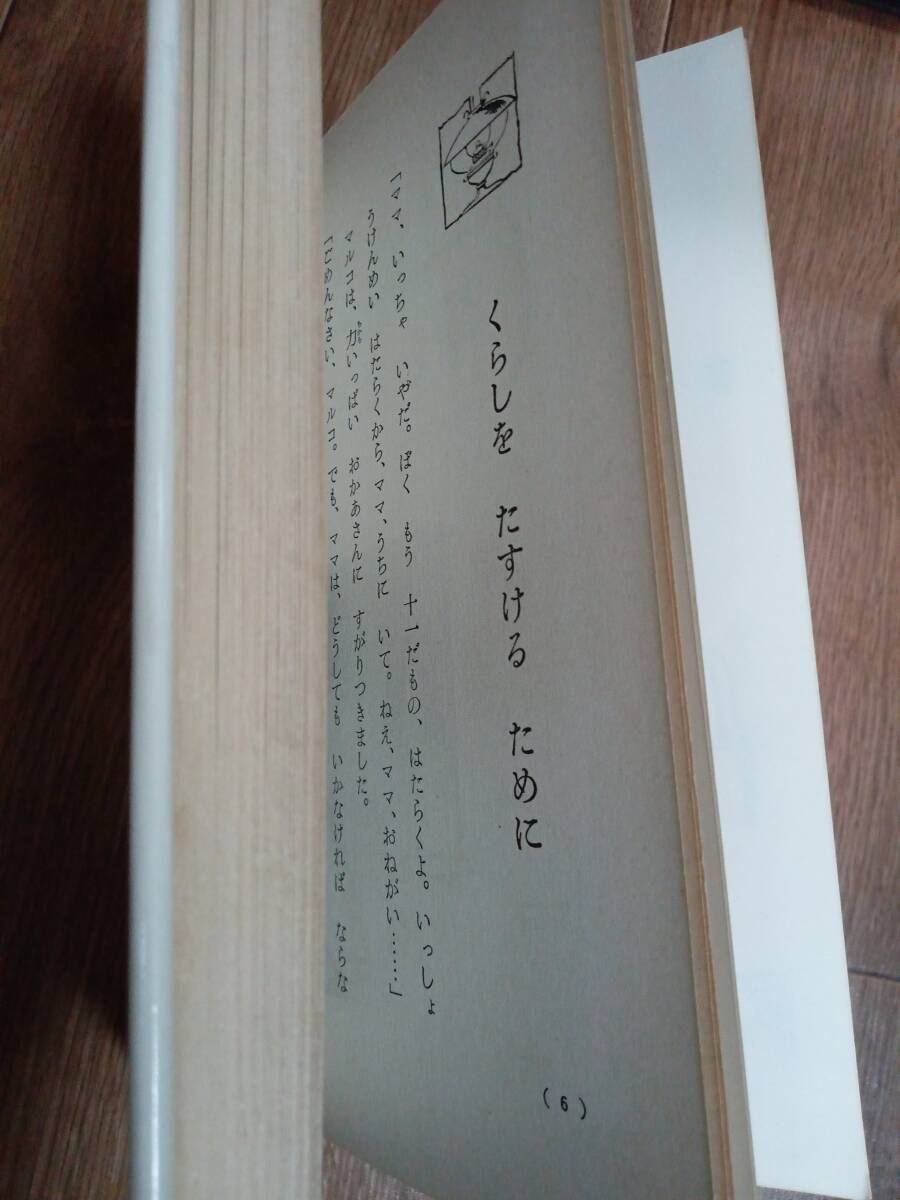 くらしを たすける ために
「ママ、いっちゃ いやだ。ぼく もう 十一だもの、はたらくよ。いっしょ
うけんめい はたらくから、ママ、うちに いて。ねえ、ママ、おねがい……」
マルコは、力いっぱい おかあさんに すがりつきました。
「ごめんなさい、マルコ。でも、ママは、どうしても いかなければ ならな
(6)